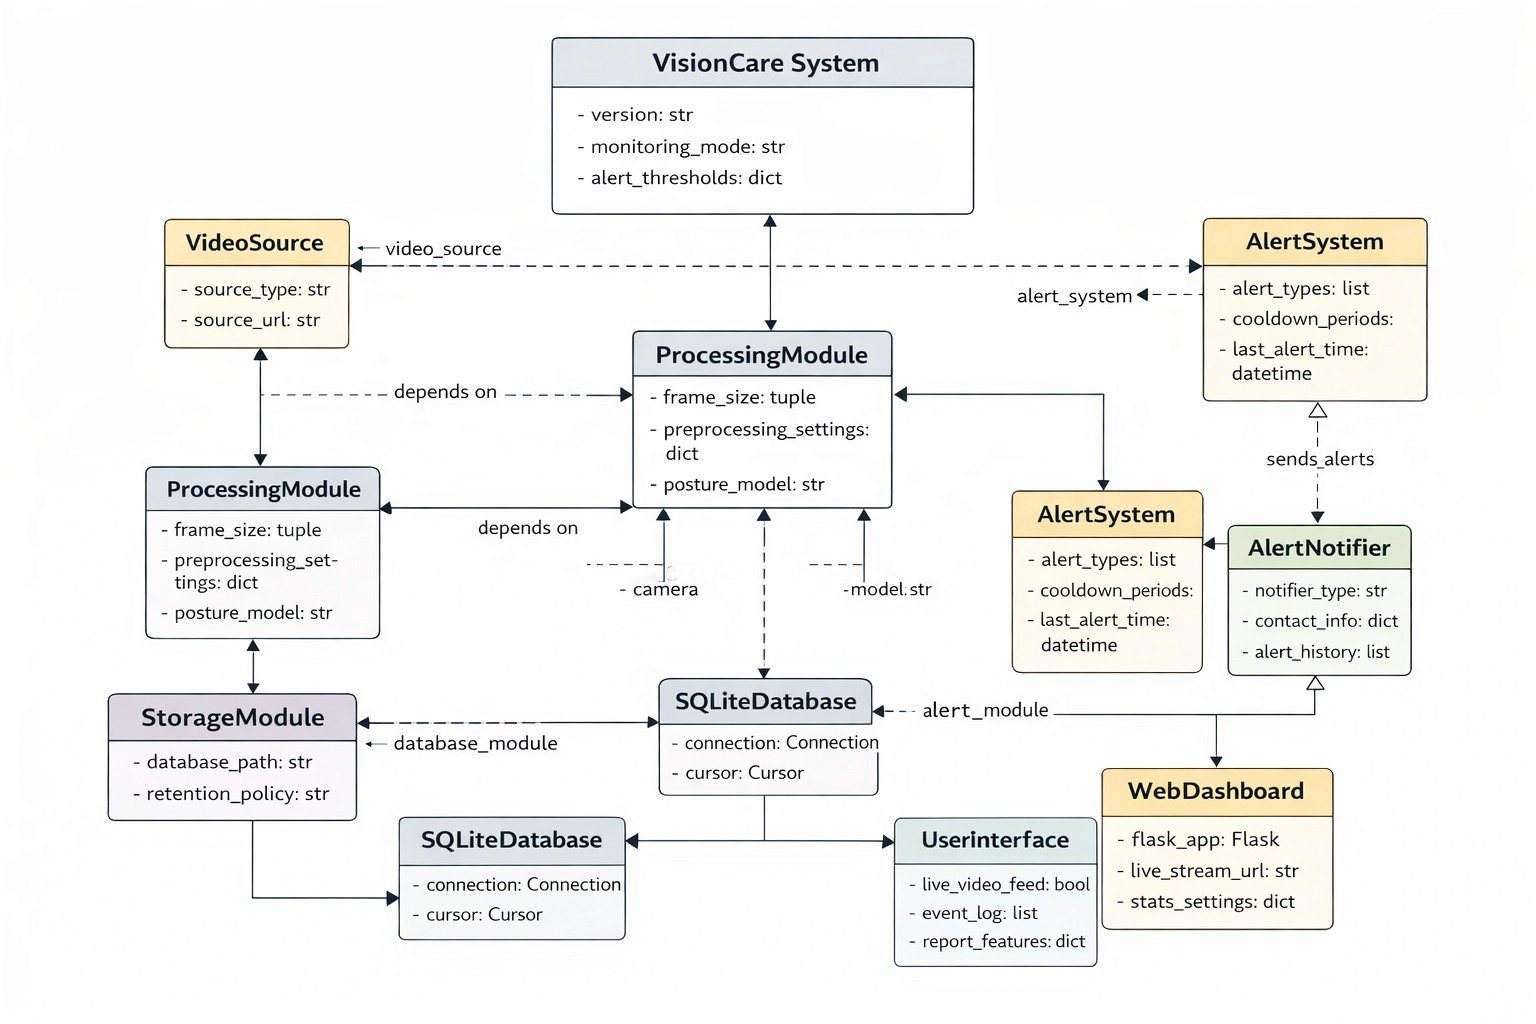 VisionCare System
- version: str
- monitoring_mode: str
- alert_thresholds: dict
VideoSource
- source_type: str
- source_url: str
video_source
AlertSystem
- alert_types: list
- cooldown_periods:
- last_alert_time:
datetime
alert_system
ProcessingModule
- frame_size: tuple
- preprocessing_settings:
dict
- posture_model: str
depends on
sends_alerts
ProcessingModule
- frame_size: tuple
- preprocessing_set-
tings: dict
- posture_model: str
depends on
- camera
-model.str
AlertSystem
- alert_types: list
- cooldown_periods:
- last_alert_time:
datetime
AlertNotifier
- notifier_type: str
- contact_info: dict
- alert_history: list
StorageModule
- database_path: str
- retention_policy: str
database_module
SQLiteDatabase
- connection: Connection
- cursor: Cursor
alert_module
WebDashboard
- flask_app: Flask
- live_stream_url: str
- stats_settings: dict
SQLiteDatabase
- connection: Connection
- cursor: Cursor
Userinterface
- live_video_feed: bool
- event_log: list
- report_features: dict